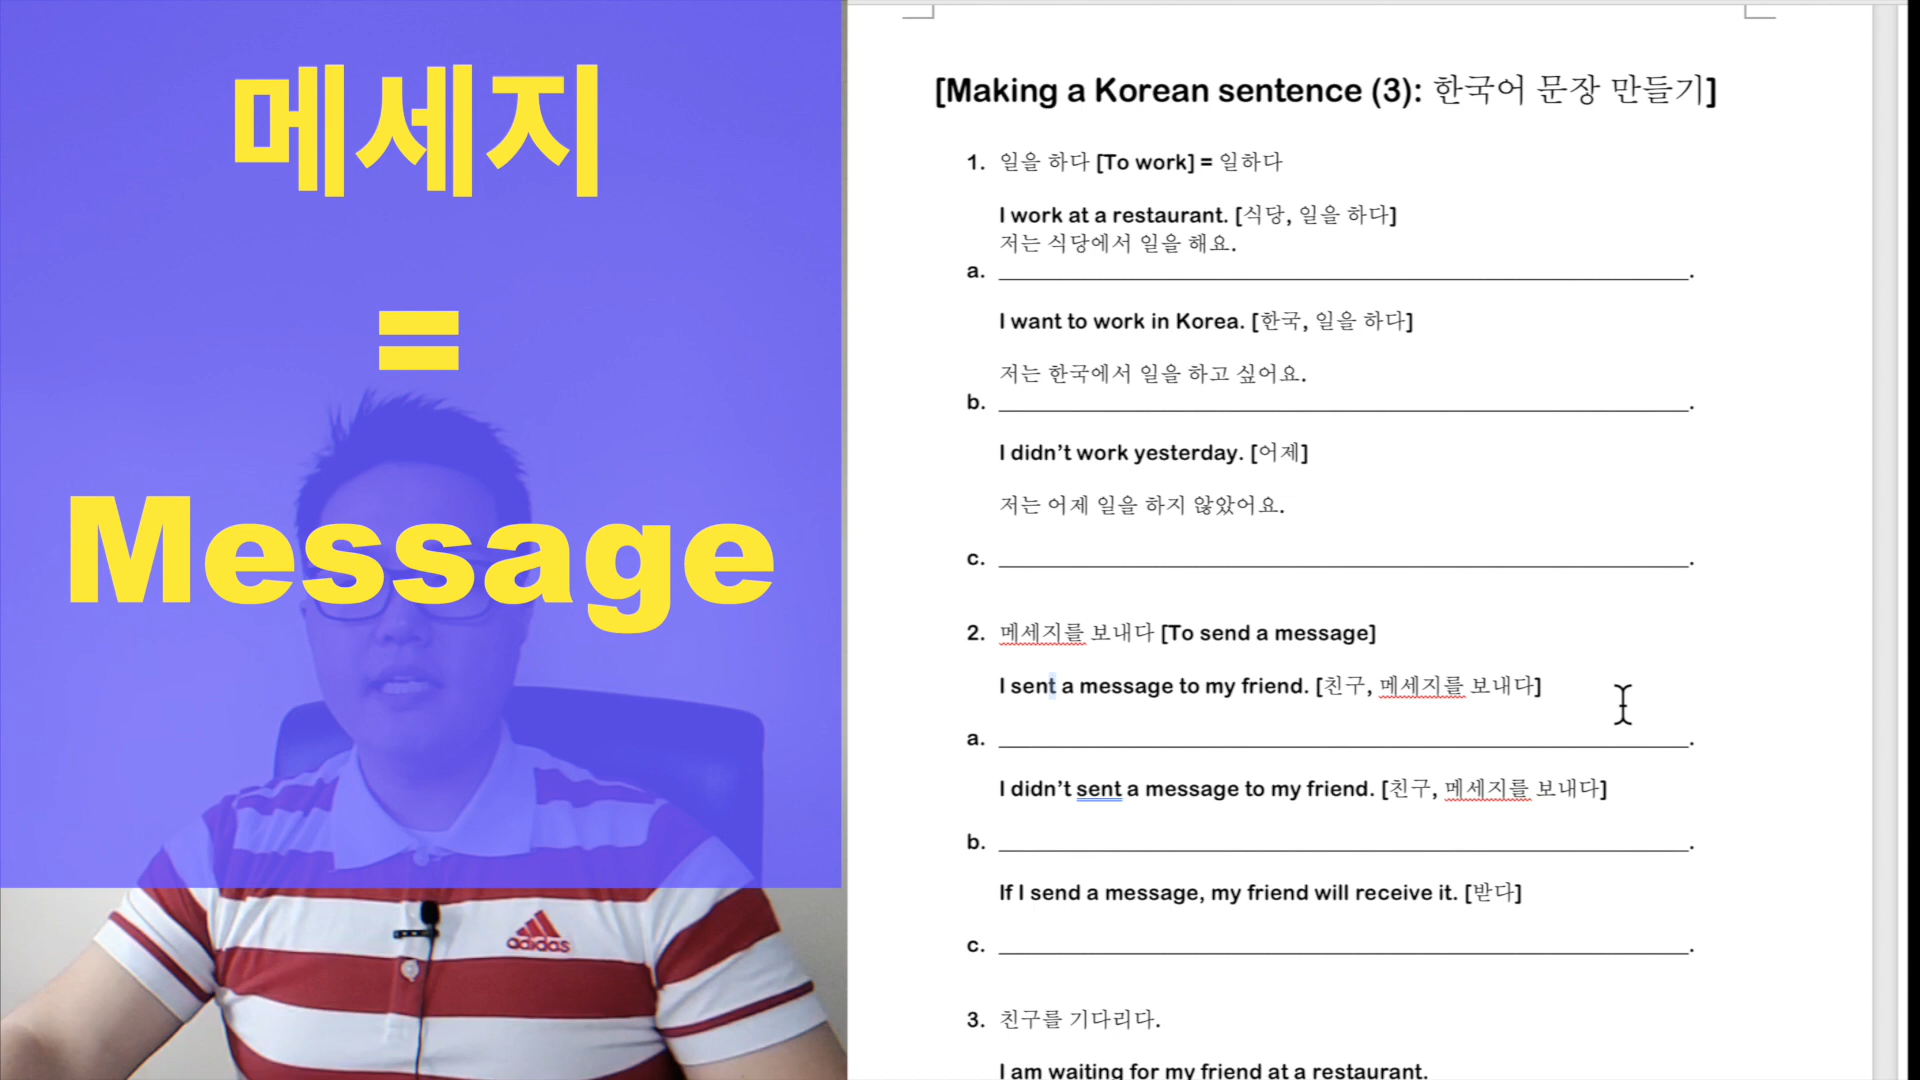 메세지
=
Message
adidas
[Making a Korean sentence (3): 한국어 문장 만들기]
1. 일을 하다 [To work] = 일하다
I work at a restaurant. [식당, 일을 하다]
저는 식당에서 일을 해요.
a. ______.
I want to work in Korea. [한국, 일을 하다]
저는 한국에서 일을 하고 싶어요.
b. ______.
I didn't work yesterday. [어제]
저는 어제 일을 하지 않았어요.
c. ______.
2. 메세지를 보내다 [To send a message]
I sent a message to my friend. [친구, 메세지를 보내다]
a. ______.
I didn't sent a message to my friend. [친구, 메세지를 보내다]
b. ______.
If I send a message, my friend will receive it. [받다]
c. ______.
3. 친구를 기다리다.
I am waiting for my friend at a restaurant.